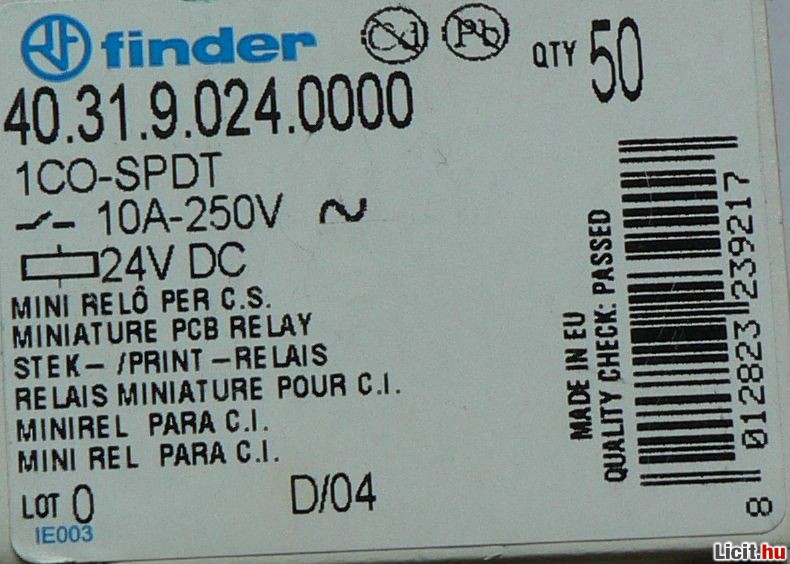 finder
Cd
Pb
QTY 50
40.31.9.024.0000
1CO-SPDT
10A-250V ~
24V DC
MINI RELÔ PER C.S.
MINIATURE PCB RELAY
STEK- /PRINT -RELAIS
RELAIS MINIATURE POUR C.I.
MINIREL PARA C.I.
MINI REL PARA C.I.
LOT 0
D/04
IE003
MADE IN EU
QUALITY CHECK: PASSED
8 012823 239217
Licit.hu